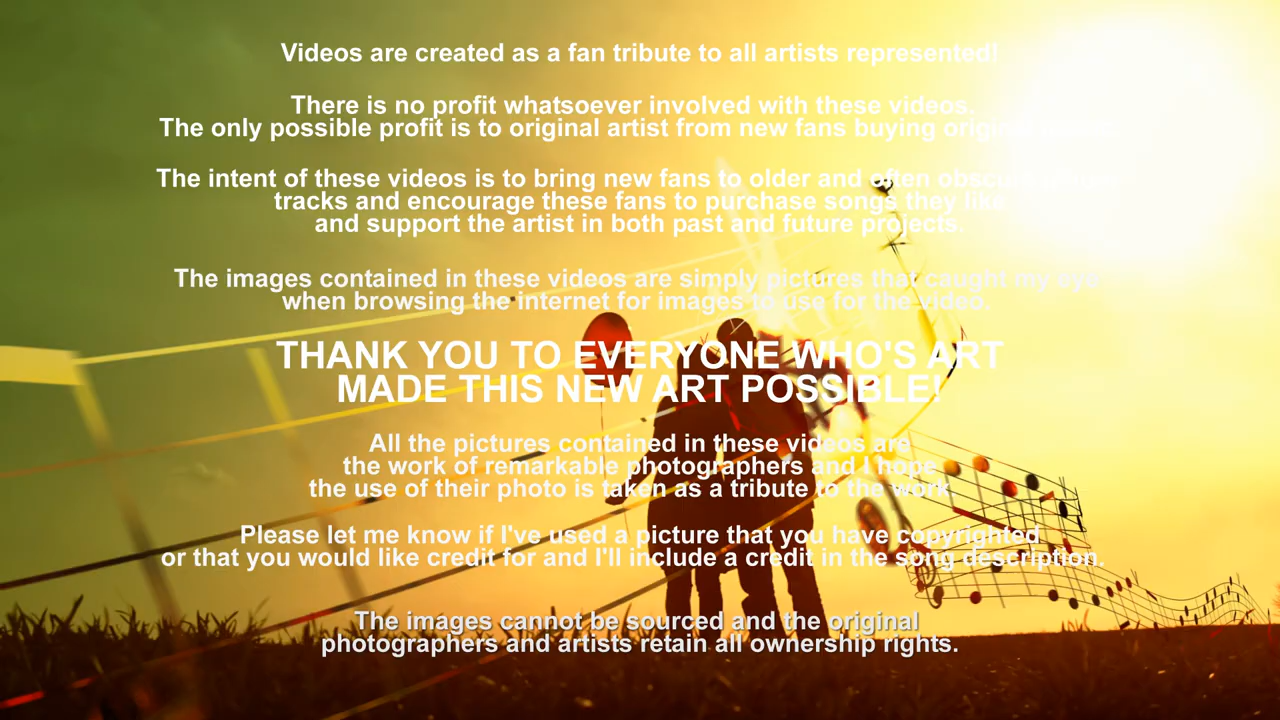 Videos are created as a fan tribute to all artists represented!
There is no profit whatsoever involved with these videos.
The only possible profit is to original artist from new fans buying original
The intent of these videos is to bring new fans to older and often obscure
tracks and encourage these fans to purchase songs they like
and support the artist in both past and future projects.
The images contained in these videos are simply pictures that caught my eye
when browsing the internet for images to use for the video.
THANK YOU TO EVERYONE WHO'S ART
MADE THIS NEW ART POSSIBLE!
All the pictures contained in these videos are
the work of remarkable photographers and I hope
the use of their photo is taken as a tribute to the work.
Please let me know if I've used a picture that you have copyrighted
or that you would like credit for and I'll include a credit in the song description.
The images cannot be sourced and the original
photographers and artists retain all ownership rights.